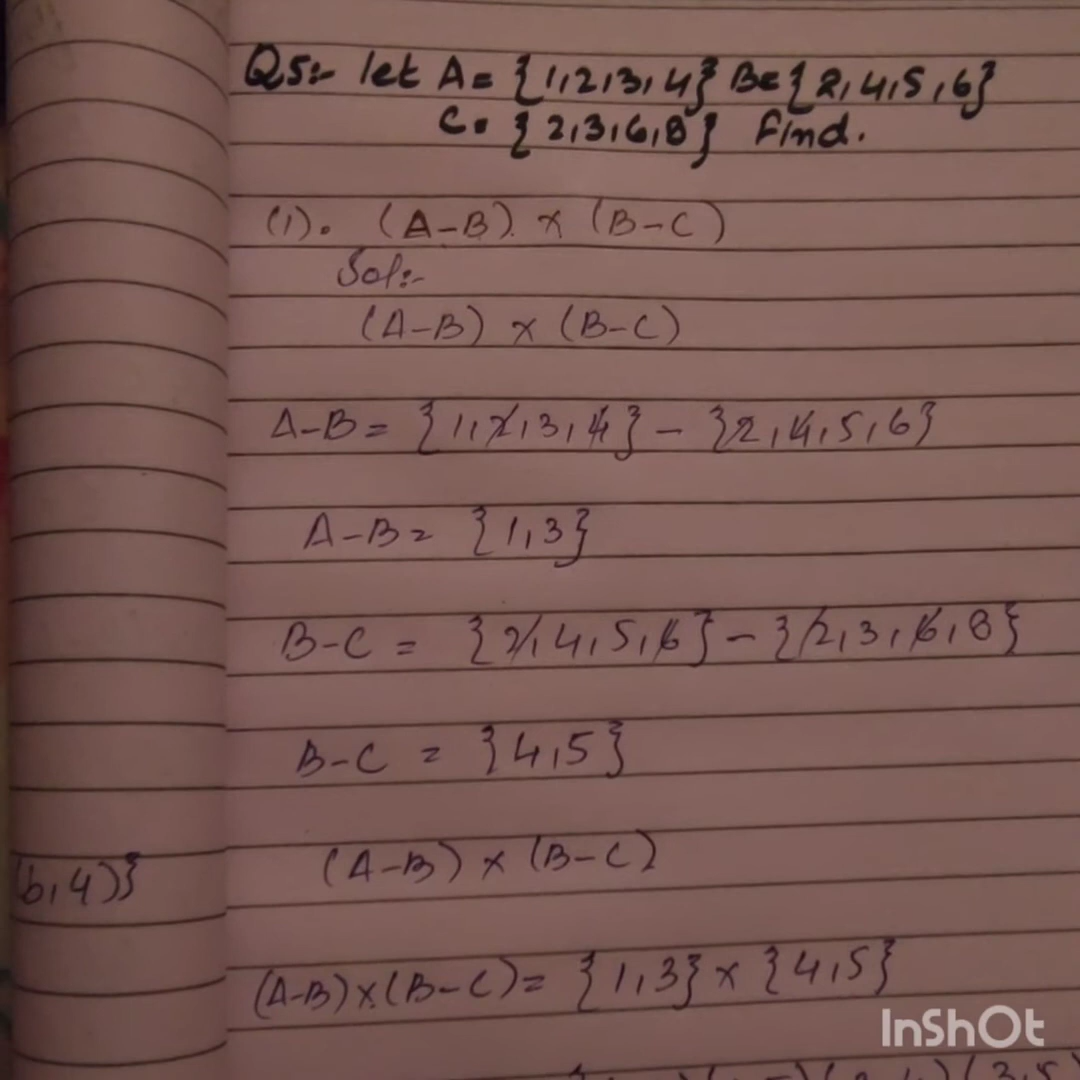 Q5:- let A= {1,2,3,4} B= {2,4,5,6}
C= {2,3,6,8} Find.
(1). (A-B) × (B-C)
Sol:-
(A-B) × (B-C)
A-B = {1,2,3,4} - {2,4,5,6}
A-B = {1,3}
B-C = {2,4,5,6} - {2,3,6,8}
B-C = {4,5}
b,4)}
(A-B) × (B-C)
(A-B)×(B-C)= {1,3} × {4,5}
InShOt